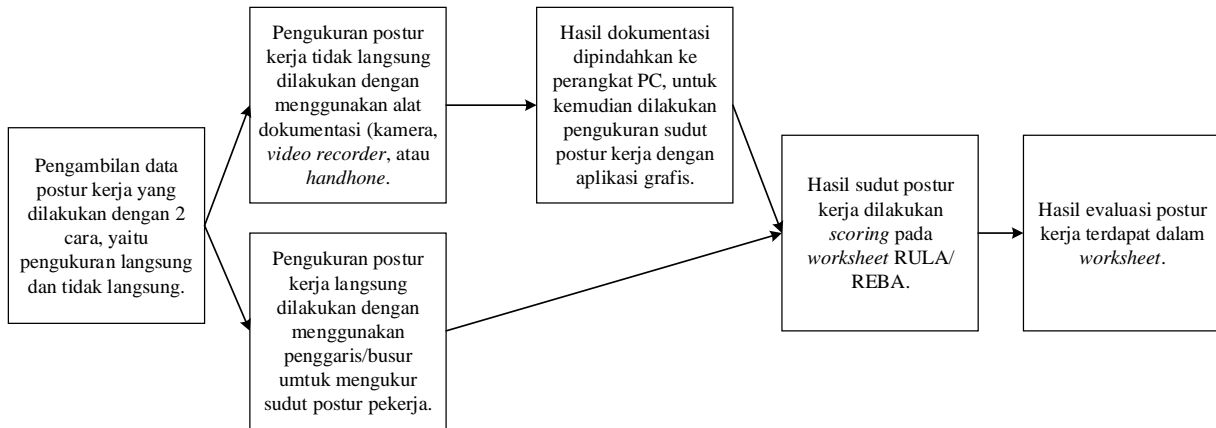 Pengambilan data
postur kerja yang
dilakukan dengan 2
cara, yaitu
pengukuran langsung
dan tidak langsung.
Pengukuran postur
kerja tidak langsung
dilakukan dengan
menggunakan alat
dokumentasi (kamera,
video recorder, atau
handhone.
Hasil dokumentasi
dipindahkan ke
perangkat PC, untuk
kemudian dilakukan
pengukuran sudut
postur kerja dengan
aplikasi grafis.
Pengukuran postur
kerja langsung
dilakukan dengan
menggunakan
penggaris/busur
umtuk mengukur
sudut postur pekerja.
Hasil sudut postur
kerja dilakukan
scoring pada
worksheet RULA/
REBA.
Hasil evaluasi postur
kerja terdapat dalam
worksheet.